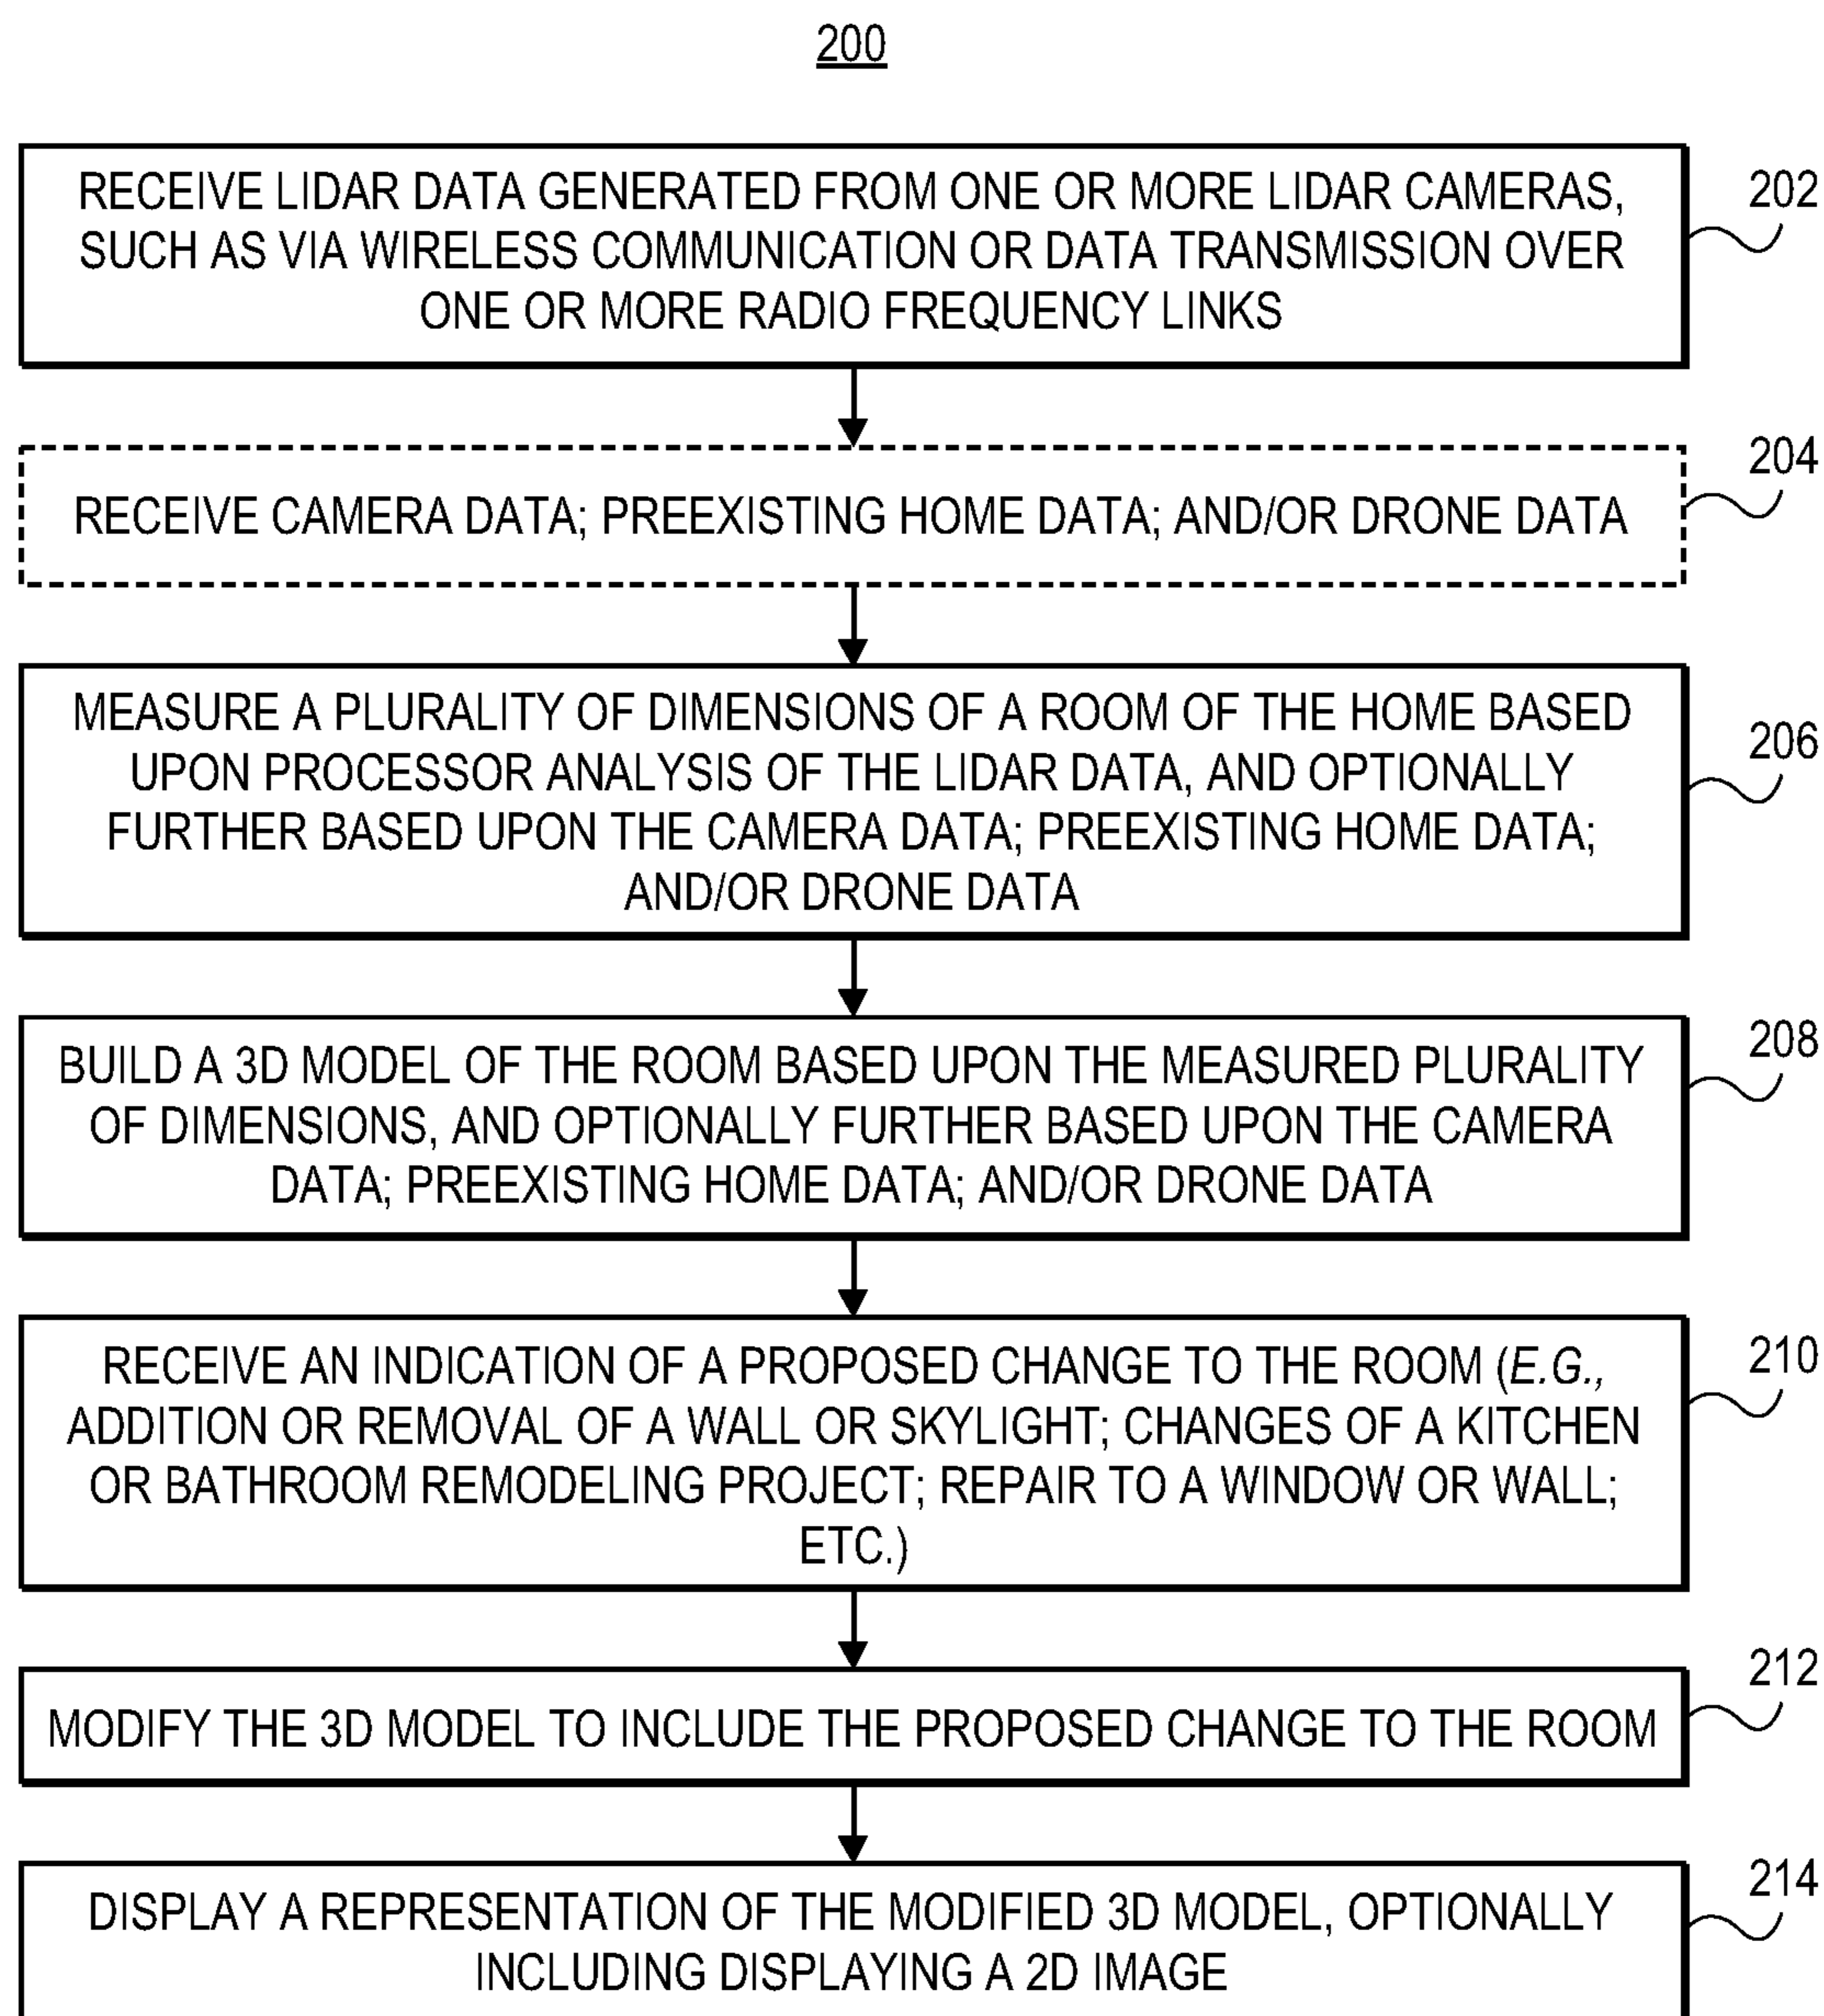 200
RECEIVE LIDAR DATA GENERATED FROM ONE OR MORE LIDAR CAMERAS,
SUCH AS VIA WIRELESS COMMUNICATION OR DATA TRANSMISSION OVER
ONE OR MORE RADIO FREQUENCY LINKS
202
RECEIVE CAMERA DATA; PREEXISTING HOME DATA; AND/OR DRONE DATA
204
MEASURE A PLURALITY OF DIMENSIONS OF A ROOM OF THE HOME BASED
UPON PROCESSOR ANALYSIS OF THE LIDAR DATA, AND OPTIONALLY
FURTHER BASED UPON THE CAMERA DATA; PREEXISTING HOME DATA;
AND/OR DRONE DATA
206
BUILD A 3D MODEL OF THE ROOM BASED UPON THE MEASURED PLURALITY
OF DIMENSIONS, AND OPTIONALLY FURTHER BASED UPON THE CAMERA
DATA; PREEXISTING HOME DATA; AND/OR DRONE DATA
208
RECEIVE AN INDICATION OF A PROPOSED CHANGE TO THE ROOM (E.G.,
ADDITION OR REMOVAL OF A WALL OR SKYLIGHT; CHANGES OF A KITCHEN
OR BATHROOM REMODELING PROJECT; REPAIR TO A WINDOW OR WALL;
ETC.)
210
MODIFY THE 3D MODEL TO INCLUDE THE PROPOSED CHANGE TO THE ROOM
212
DISPLAY A REPRESENTATION OF THE MODIFIED 3D MODEL, OPTIONALLY
INCLUDING DISPLAYING A 2D IMAGE
214